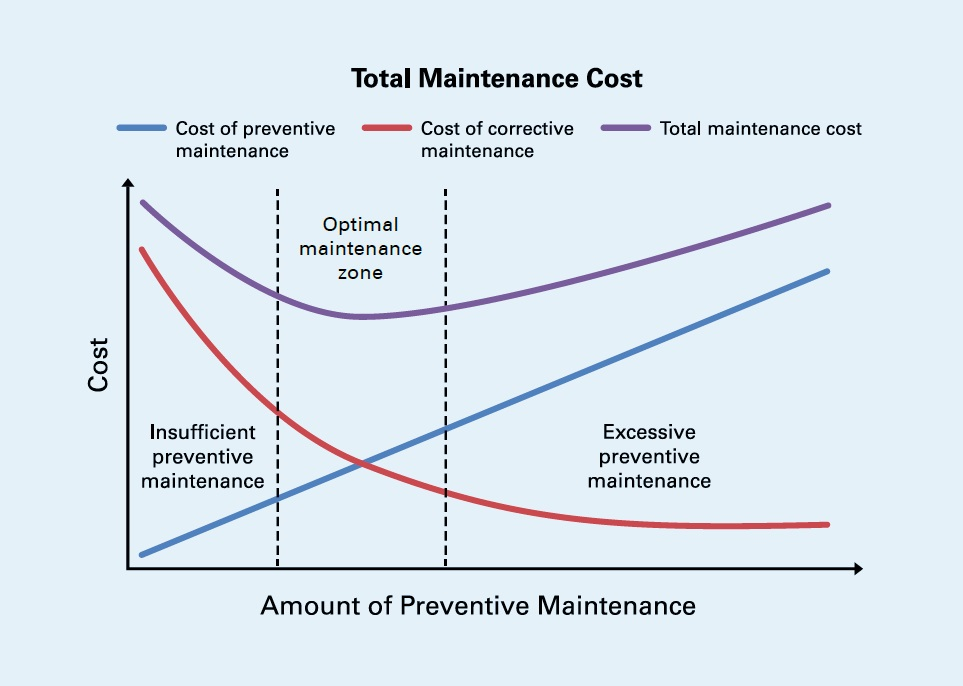 Total Maintenance Cost
Cost of preventive
maintenance
Cost of corrective
maintenance
Total maintenance cost
Optimal
maintenance
zone
Cost
Insufficient
preventive
maintenance
Excessive
preventive
maintenance
Amount of Preventive Maintenance